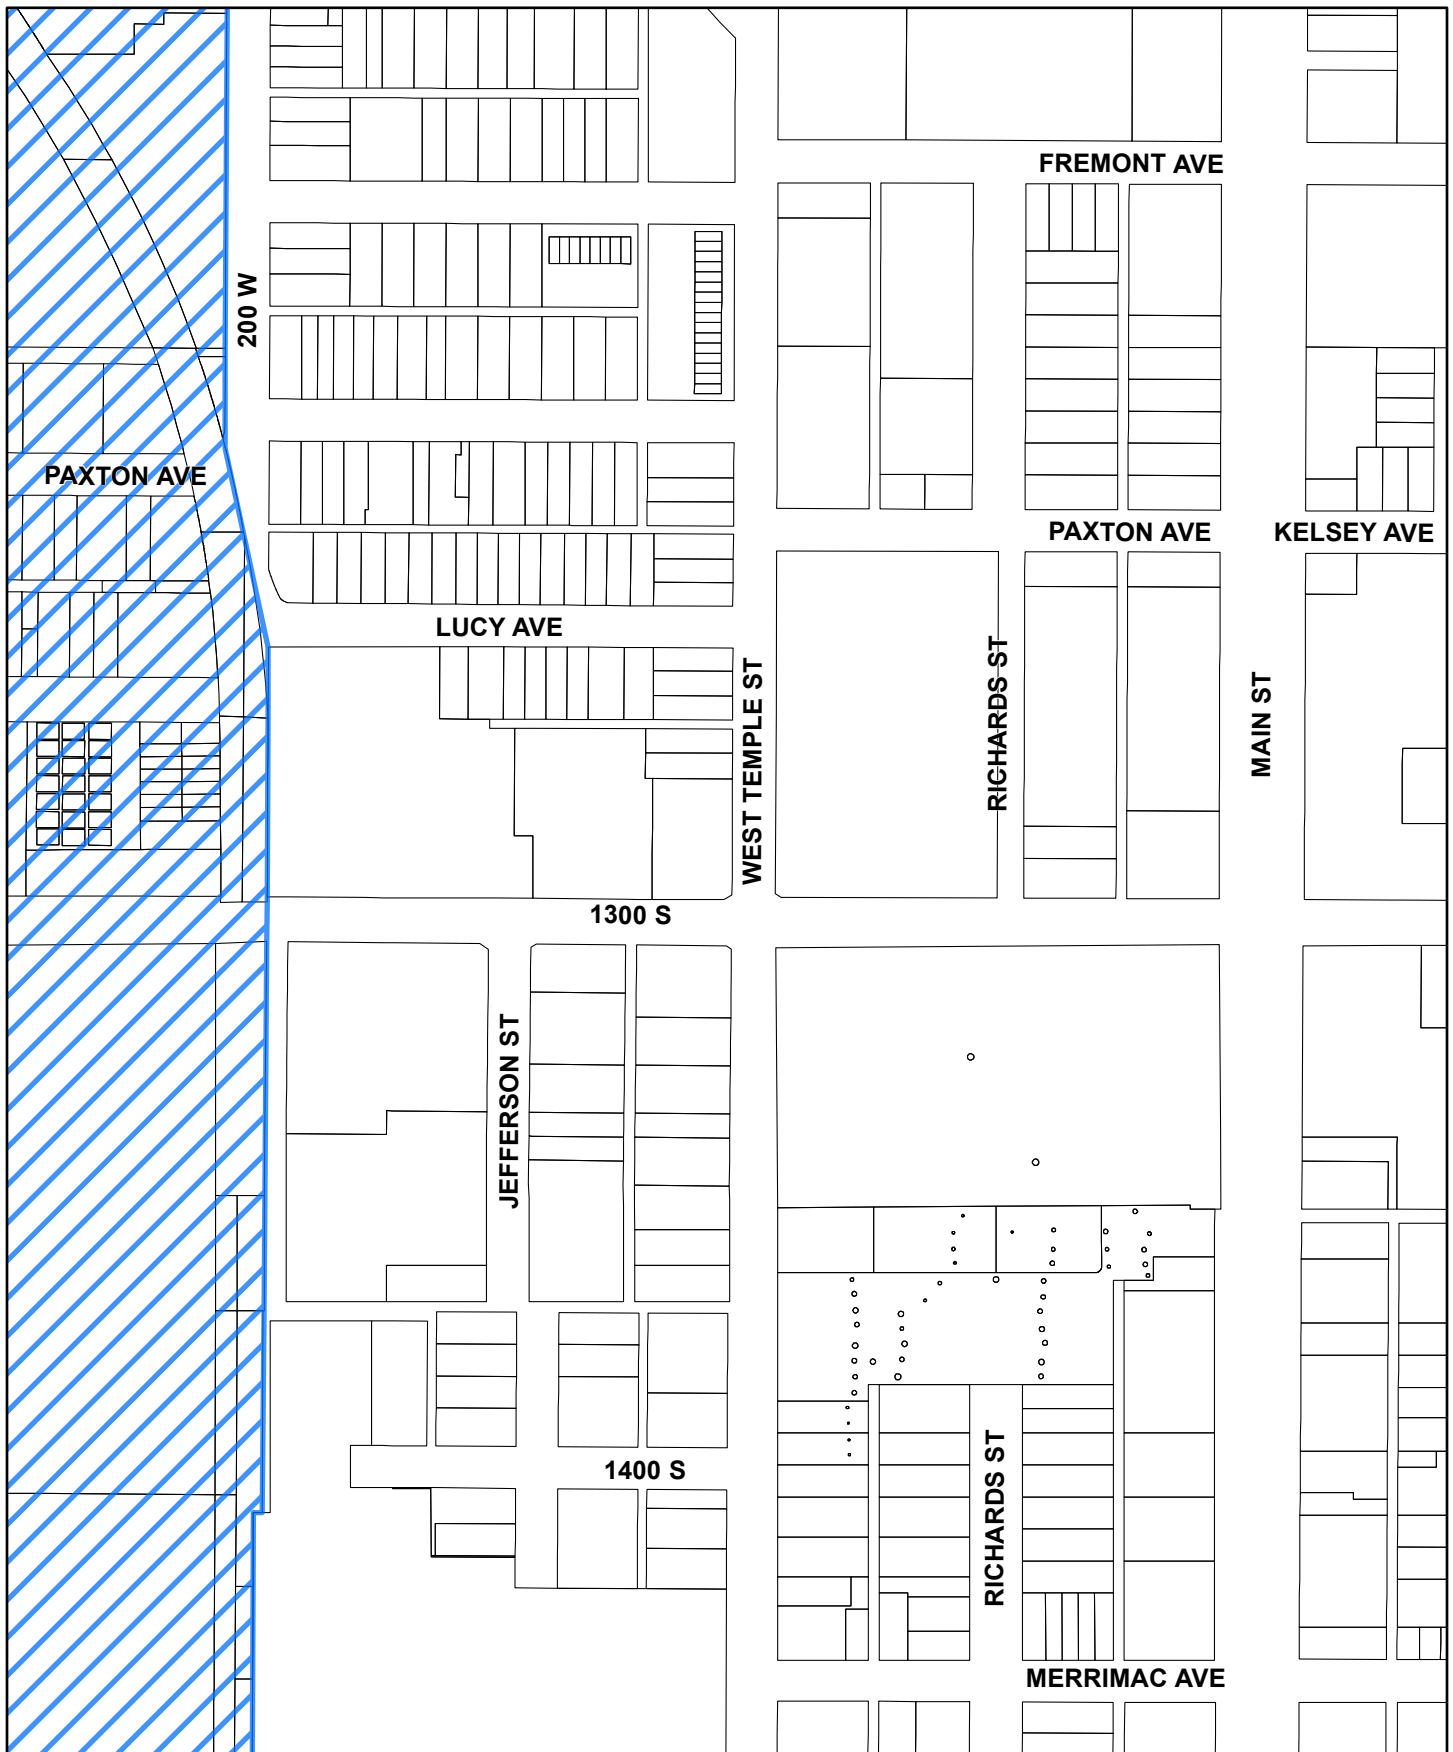 FREMONT AVE
200 W
PAXTON AVE
PAXTON AVE
KELSEY AVE
LUCY AVE
WEST TEMPLE ST
RICHARDS ST
MAIN ST
1300 S
JEFFERSON ST
1400 S
RICHARDS ST
MERRIMAC AVE